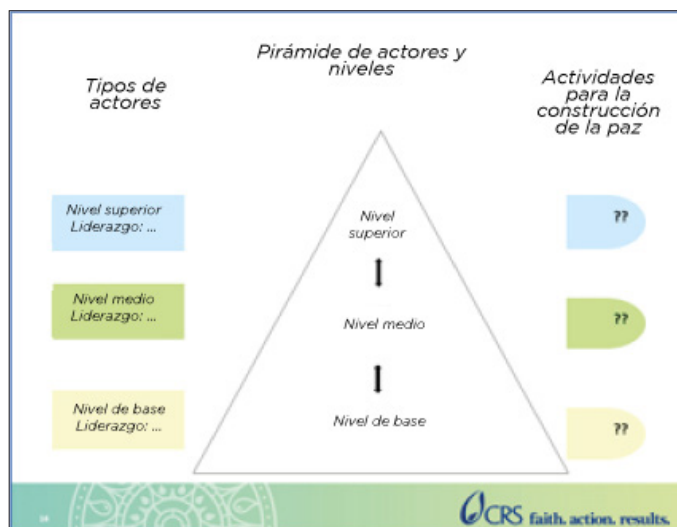 Pirámide de actores y
niveles
Tipos de
actores
Actividades
para la
construcción
de la paz
Nivel superior
Liderazgo: ...
Nivel
superior
??
Nivel medio
Liderazgo: ...
Nivel medio
??
Nivel de base
Liderazgo: ...
Nivel de base
??
CRS faith. action. results.